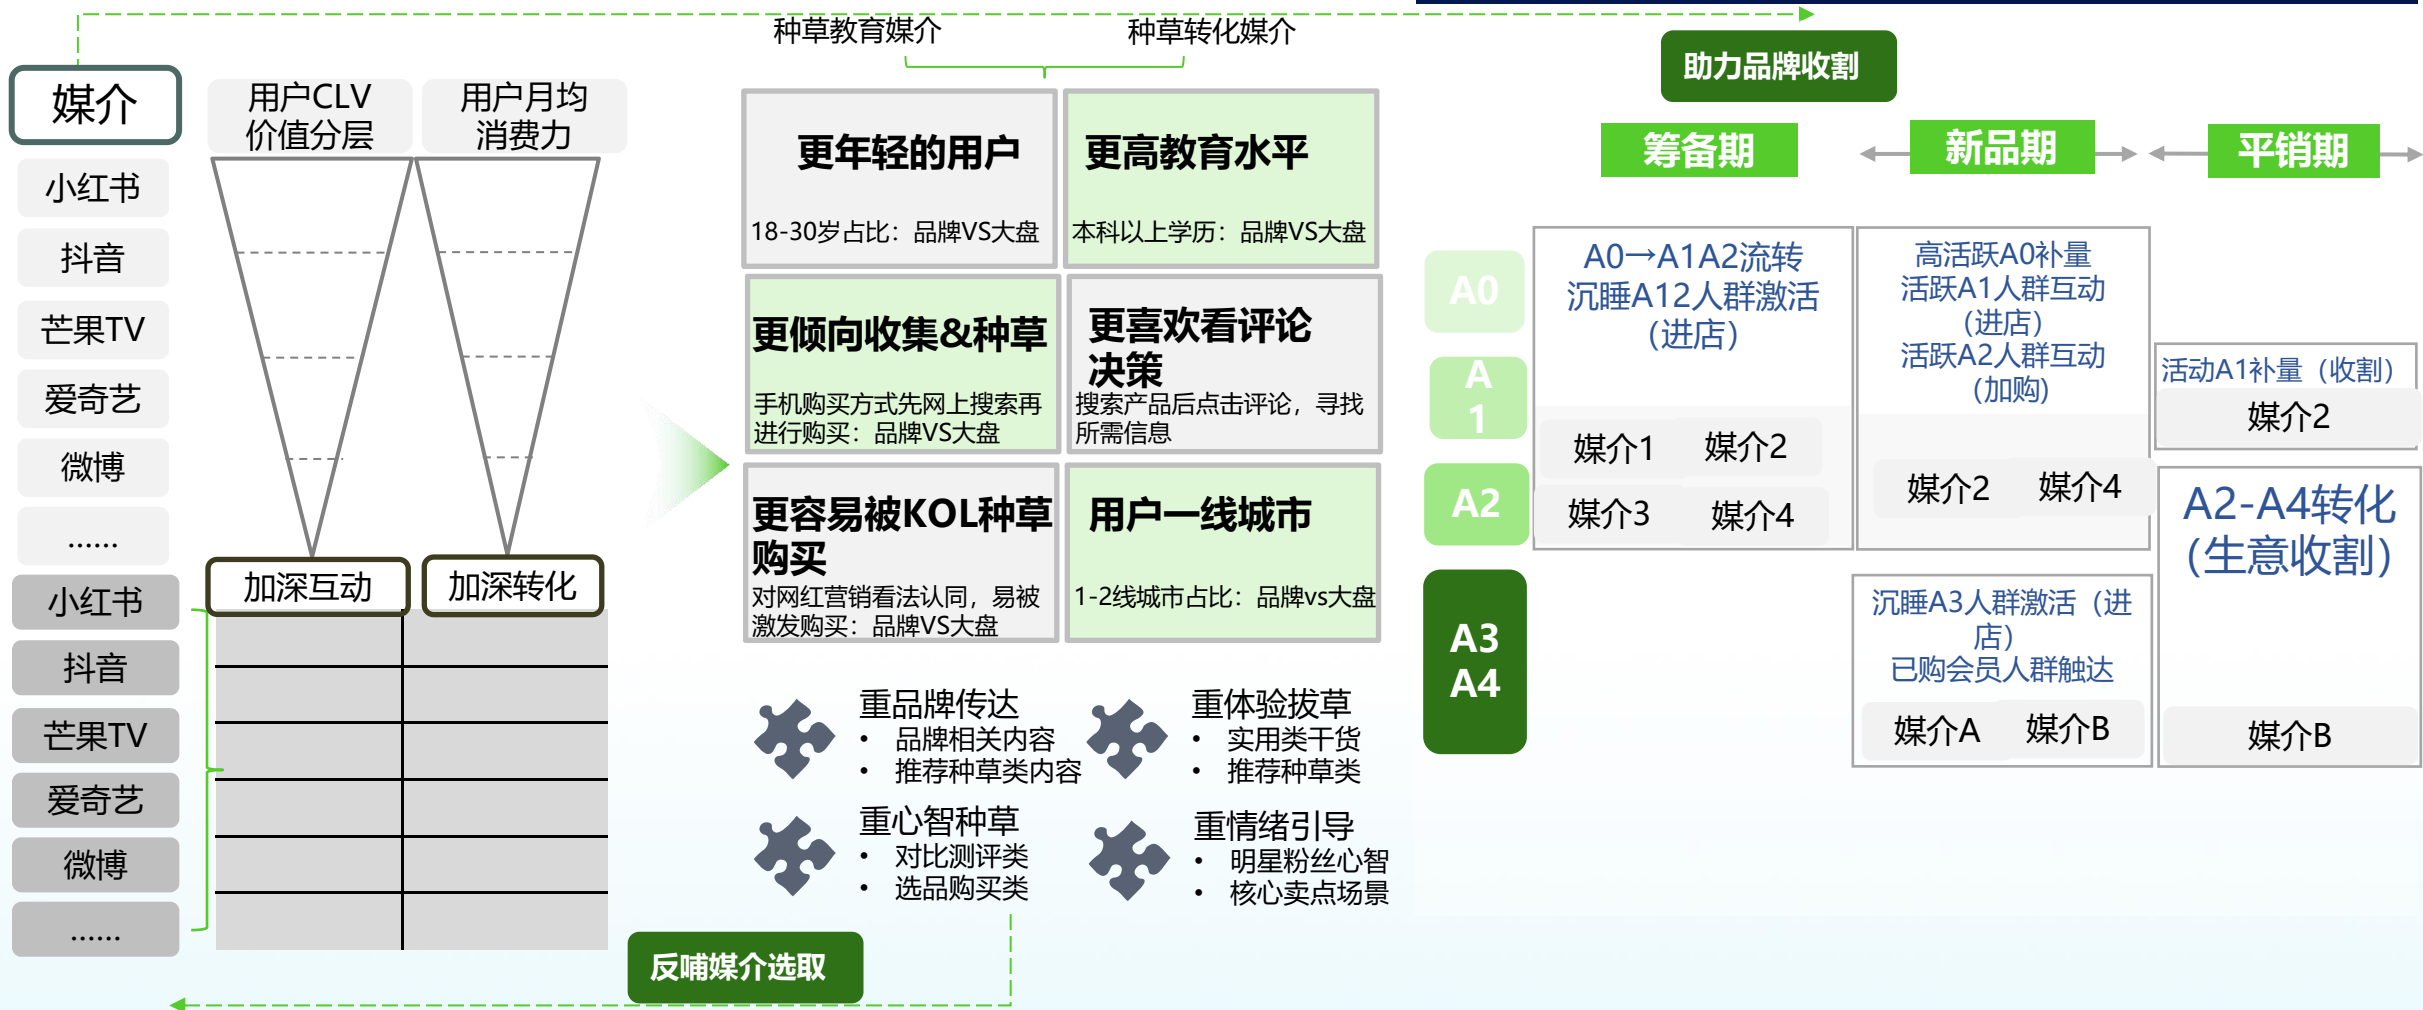 种草教育媒介
种草转化媒介
助力品牌收割
媒介
用户CLV
价值分层
用户月均
消费力
小红书
抖音
芒果TV
爱奇艺
微博
......
加深互动
加深转化
小红书
抖音
芒果TV
爱奇艺
微博
......
更年轻的用户
18-30岁占比：品牌VS大盘
更高教育水平
本科以上学历：品牌VS大盘
更倾向收集&种草
手机购买方式先网上搜索再
进行购买：品牌VS大盘
更喜欢看评论
决策
搜索产品后点击评论，寻找
所需信息
更容易被KOL种草
购买
对网红营销看法认同，易被
激发购买：品牌VS大盘
用户一线城市
1-2线城市占比：品牌vs大盘
重品牌传达
• 品牌相关内容
• 推荐种草类内容
重体验拔草
• 实用类干货
• 推荐种草类
重心智种草
• 对比测评类
• 选品购买类
重情绪引导
• 明星粉丝心智
• 核心卖点场景
反哺媒介选取
筹备期
新品期
平销期
A0
A
1
A2
A3
A4
A0→A1A2流转
沉睡A12人群激活
（进店）
媒介1
媒介2
媒介3
媒介4
高活跃A0补量
活跃A1人群互动
（进店）
活跃A2人群互动
（加购）
媒介2
媒介4
活动A1补量（收割）
媒介2
沉睡A3人群激活（进
店）
已购会员人群触达
媒介A
媒介B
A2-A4转化
（生意收割）
媒介B